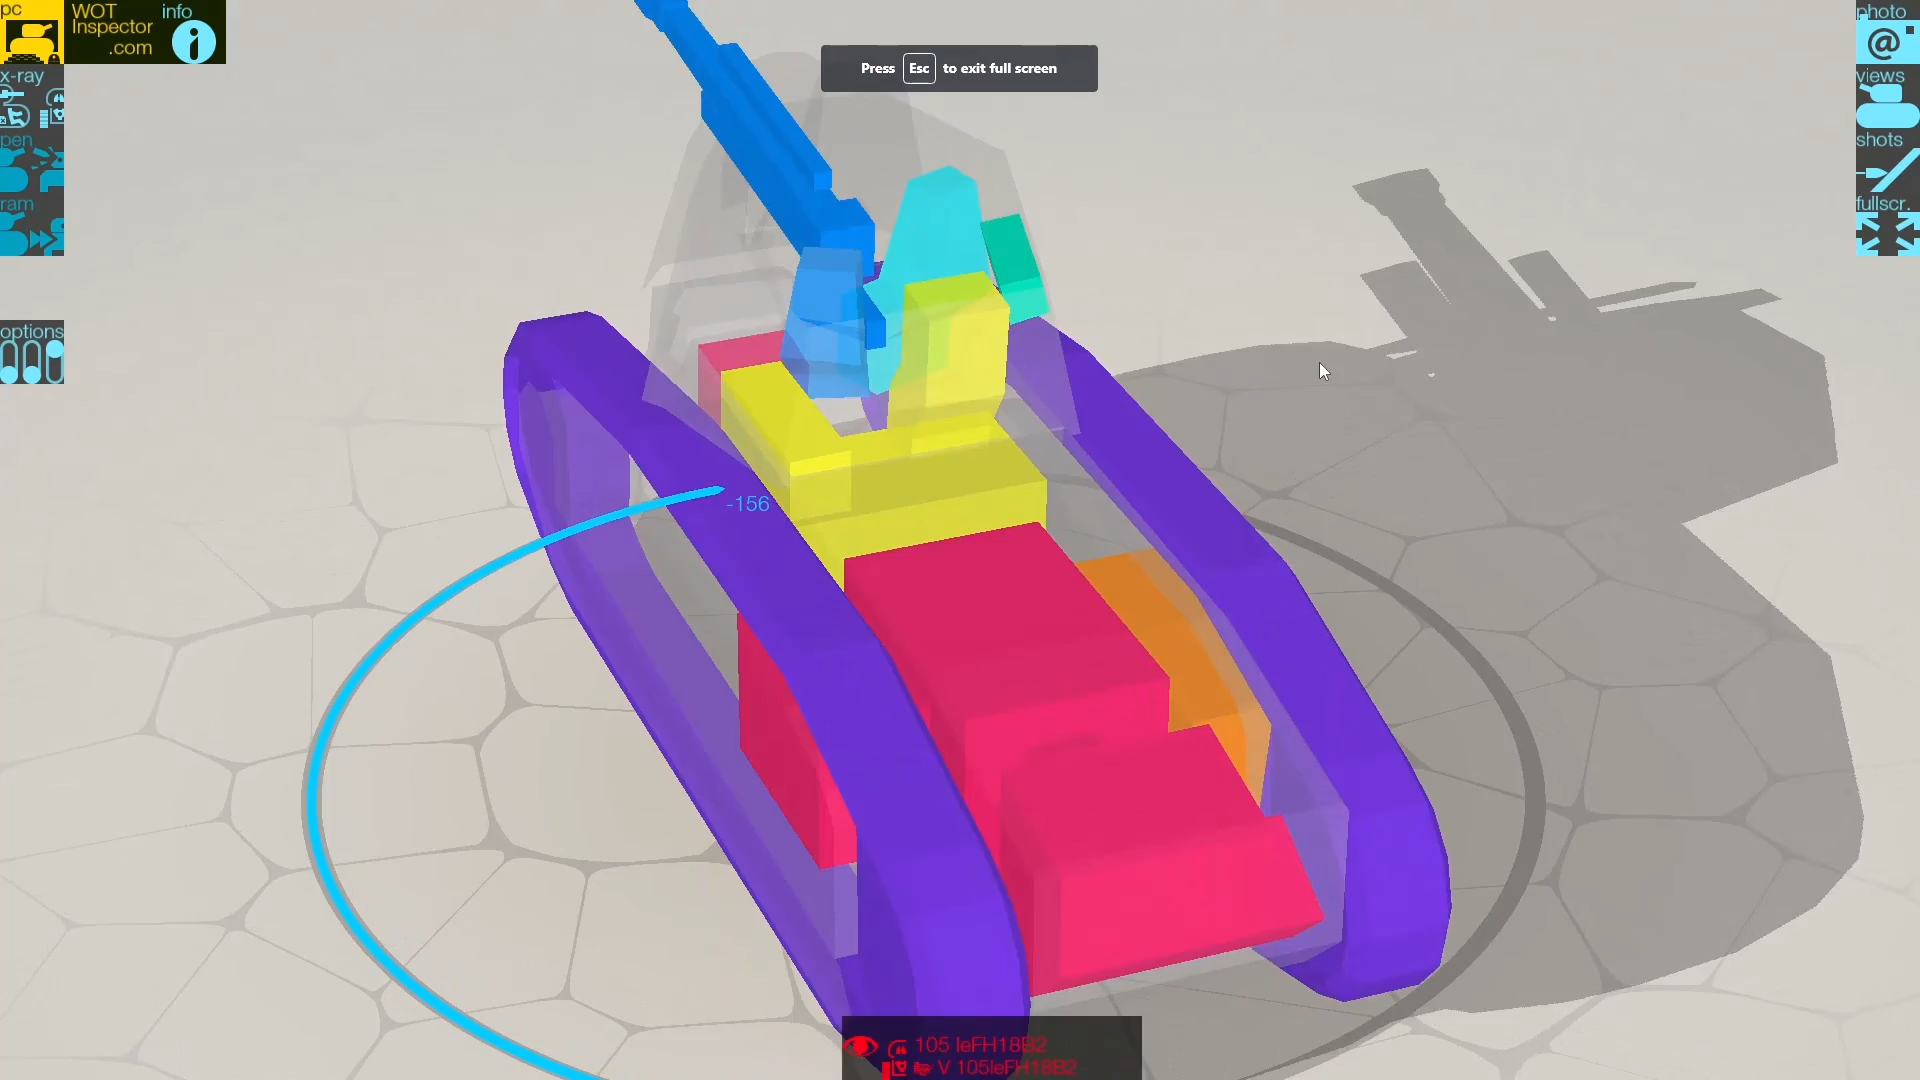 pc
WOT
Inspector
.com
info
x-ray
pen
ram
options
Press Esc to exit full screen
photo
@
views
shots
fullscr.
-156
105 leFH18B2
V 105leFH18B2